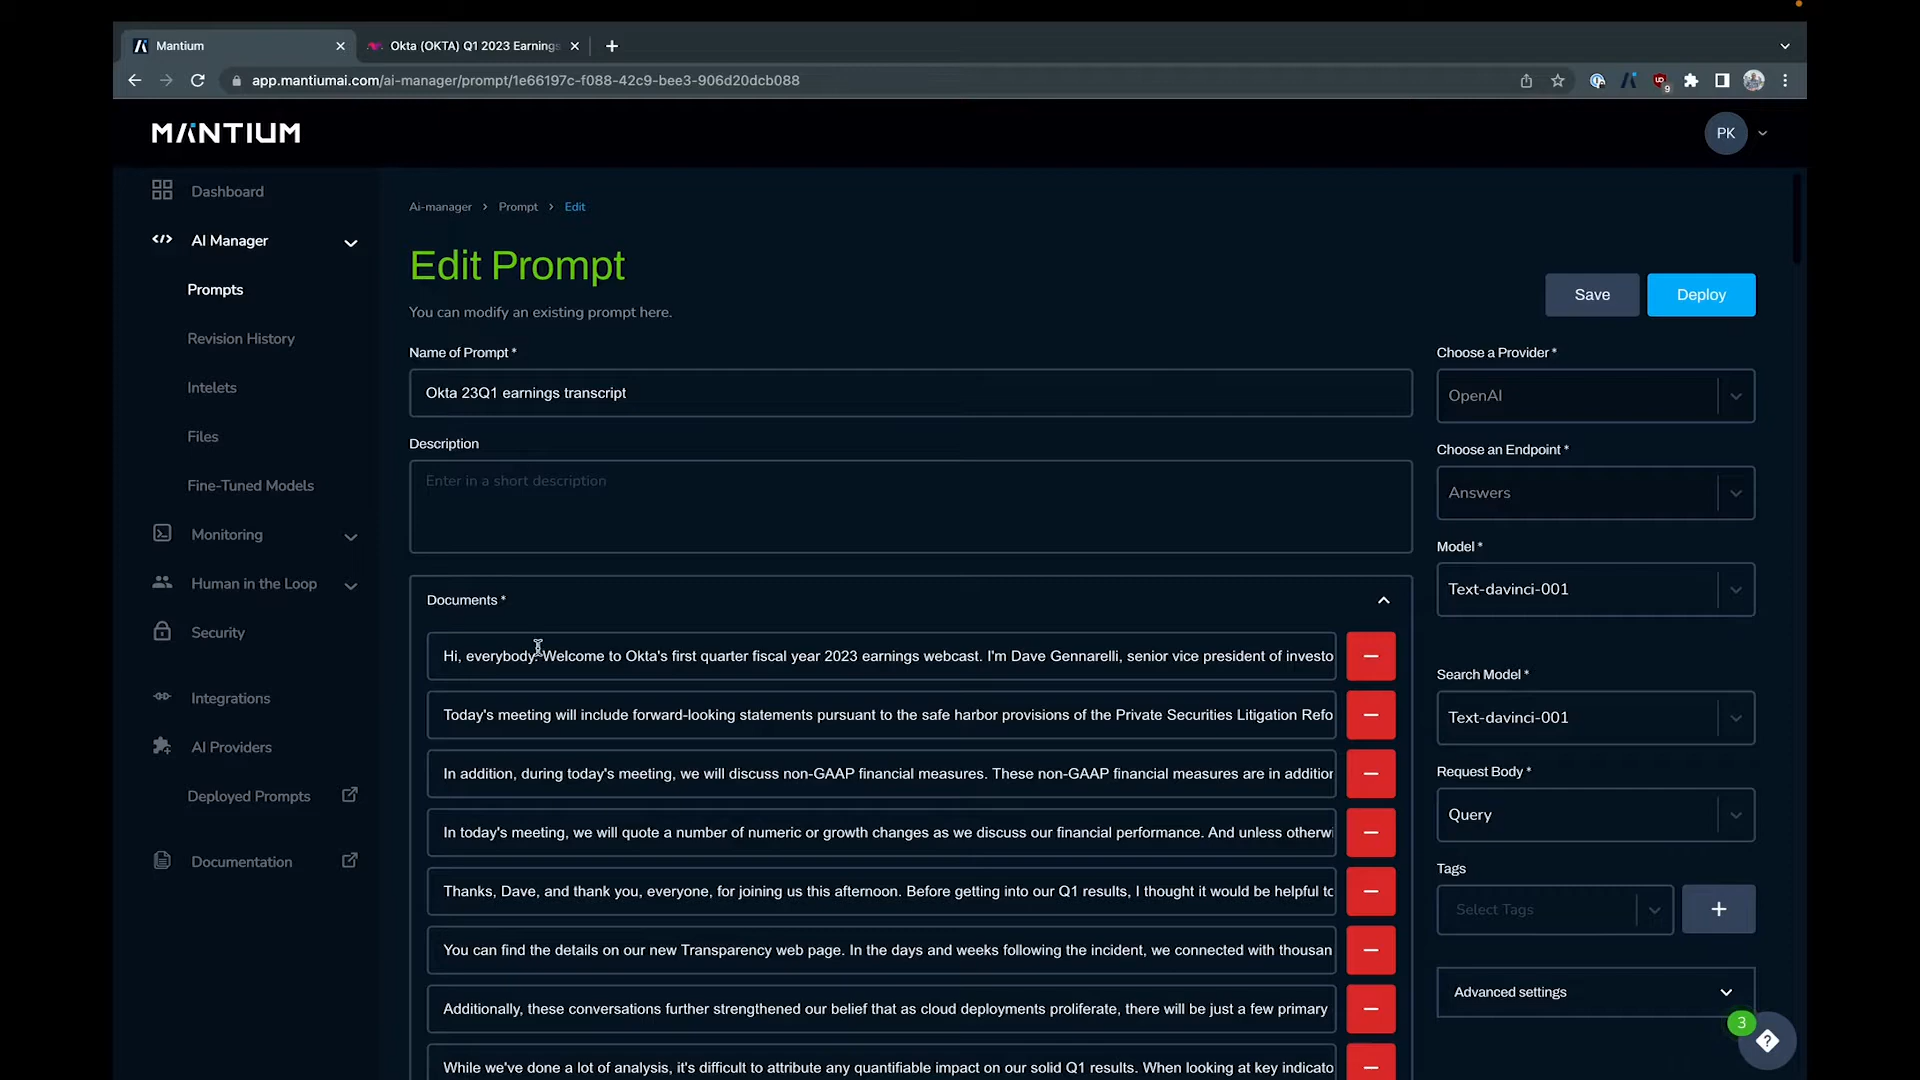 Mantium
Okta (OKTA) Q1 2023 Earnings
app.mantiumai.com/ai-manager/prompt/1e66197c-f088-42c9-bee3-906d20dcb088
9
MANTIUM
PK
Dashboard
AI Manager
Prompts
Revision History
Intelets
Files
Fine-Tuned Models
Monitoring
Human in the Loop
Security
Integrations
AI Providers
Deployed Prompts
Documentation
Ai-manager > Prompt > Edit
Edit Prompt
You can modify an existing prompt here.
Save
Deploy
Name of Prompt *
Okta 23Q1 earnings transcript
Description
Enter in a short description
Documents *
Hi, everybody. Welcome to Okta's first quarter fiscal year 2023 earnings webcast. I'm Dave Gennarelli, senior vice president of investo
Today's meeting will include forward-looking statements pursuant to the safe harbor provisions of the Private Securities Litigation Refo
In addition, during today's meeting, we will discuss non-GAAP financial measures. These non-GAAP financial measures are in addition
In today's meeting, we will quote a number of numeric or growth changes as we discuss our financial performance. And unless otherwi
Thanks, Dave, and thank you, everyone, for joining us this afternoon. Before getting into our Q1 results, I thought it would be helpful to
You can find the details on our new Transparency web page. In the days and weeks following the incident, we connected with thousan
Additionally, these conversations further strengthened our belief that as cloud deployments proliferate, there will be just a few primary
While we've done a lot of analysis, it's difficult to attribute any quantifiable impact on our solid Q1 results. When looking at key indicato
Choose a Provider *
OpenAI
Choose an Endpoint *
Answers
Model *
Text-davinci-001
Search Model *
Text-davinci-001
Request Body *
Query
Tags
Select Tags
Advanced settings
3